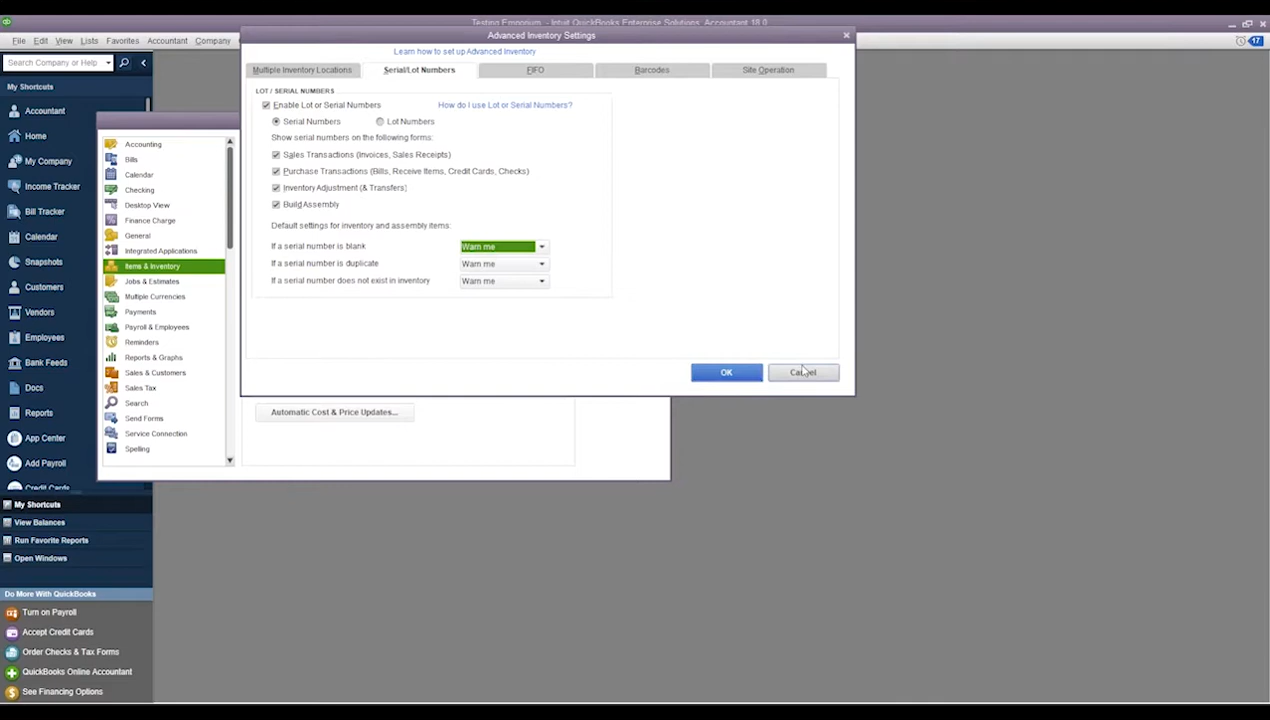 Testing Emporium - Intuit QuickBooks Enterprise Solutions, Accountant 18.0
File Edit View Lists Favorites Accountant Company
17
Search Company or Help
My Shortcuts
Accountant
Home
My Company
Income Tracker
Bill Tracker
Calendar
Snapshots
Customers
Vendors
Employees
Bank Feeds
Docs
Reports
App Center
Add Payroll
Credit Cards
My Shortcuts
View Balances
Run Favorite Reports
Open Windows
Do More With QuickBooks
Turn on Payroll
Accept Credit Cards
Order Checks & Tax Forms
QuickBooks Online Accountant
See Financing Options
Accounting
Bills
Calendar
Checking
Desktop View
Finance Charge
General
Integrated Applications
Items & Inventory
Jobs & Estimates
Multiple Currencies
Payments
Payroll & Employees
Reminders
Reports & Graphs
Sales & Customers
Sales Tax
Search
Send Forms
Service Connection
Spelling
Advanced Inventory Settings
Learn how to set up Advanced Inventory
Multiple Inventory Locations Serial/Lot Numbers FIFO Barcodes Site Operation
LOT / SERIAL NUMBERS
Enable Lot or Serial Numbers How do I use Lot or Serial Numbers?
Serial Numbers Lot Numbers
Show serial numbers on the following forms:
Sales Transactions (Invoices, Sales Receipts)
Purchase Transactions (Bills, Receive Items, Credit Cards, Checks)
Inventory Adjustment (& Transfers)
Build Assembly
Default settings for inventory and assembly items:
If a serial number is blank Warn me
If a serial number is duplicate Warn me
If a serial number does not exist in inventory Warn me
OK Cancel
Automatic Cost & Price Updates...